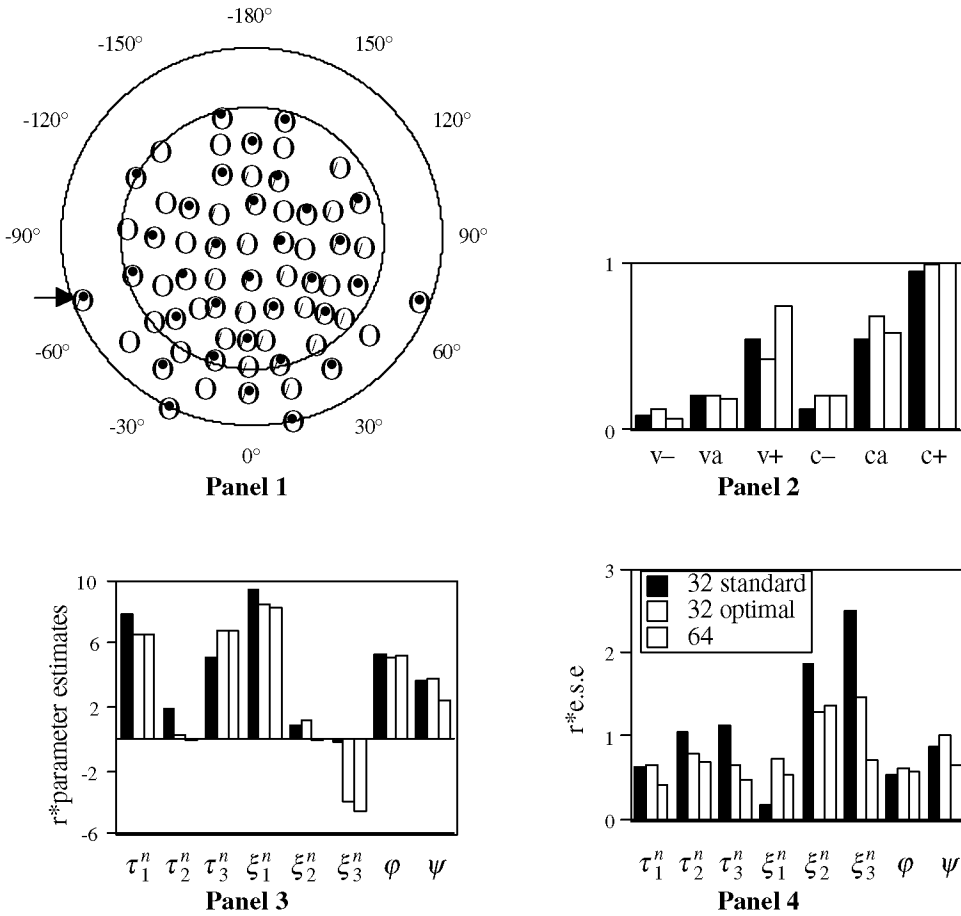 -180°
-150° 150°
-120° 120°
-90° 90°
-60° 60°
-30° 30°
0°
Panel 1
1
0
v− va v+ c− ca c+
Panel 2
10
6
2
-2
-6
r*parameter estimates
τ₁ⁿ τ₂ⁿ τ₃ⁿ ξ₁ⁿ ξ₂ⁿ ξ₃ⁿ φ ψ
Panel 3
3
2
1
0
r*e.s.e
32 standard
32 optimal
64
τ₁ⁿ τ₂ⁿ τ₃ⁿ ξ₁ⁿ ξ₂ⁿ ξ₃ⁿ φ ψ
Panel 4